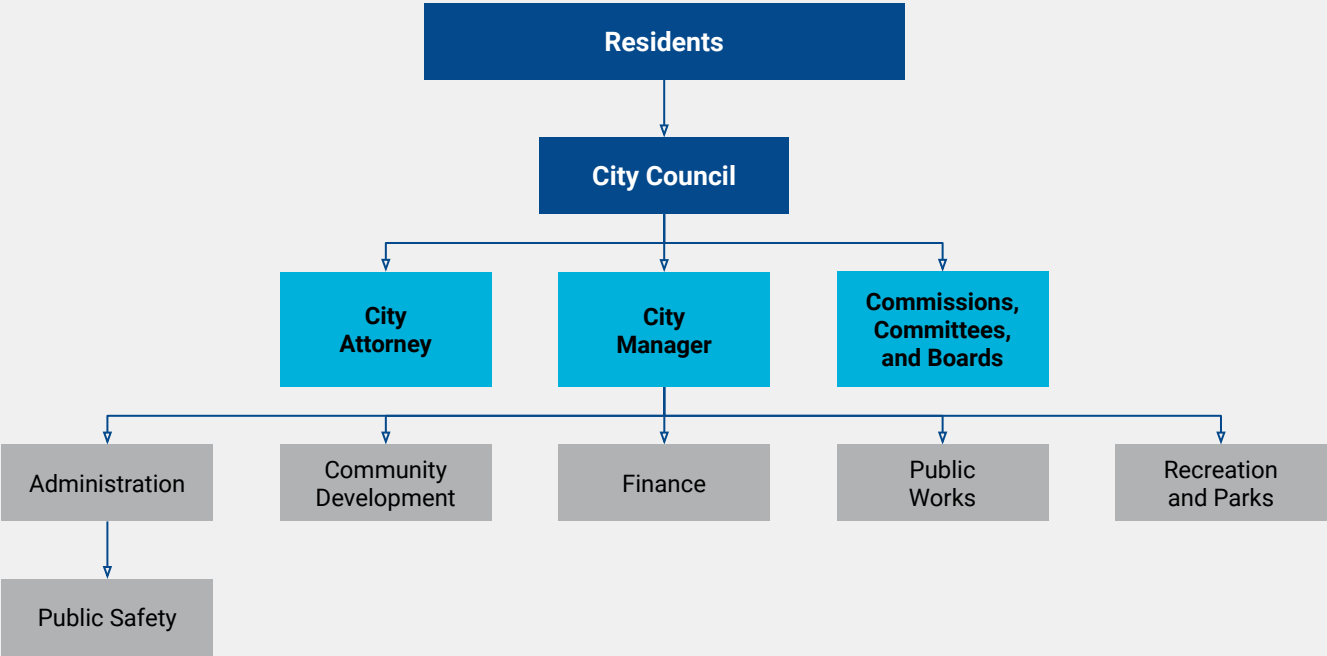 Residents
City Council
City
Attorney
City
Manager
Commissions,
Committees,
and Boards
Administration
Community
Development
Finance
Public
Works
Recreation
and Parks
Public Safety